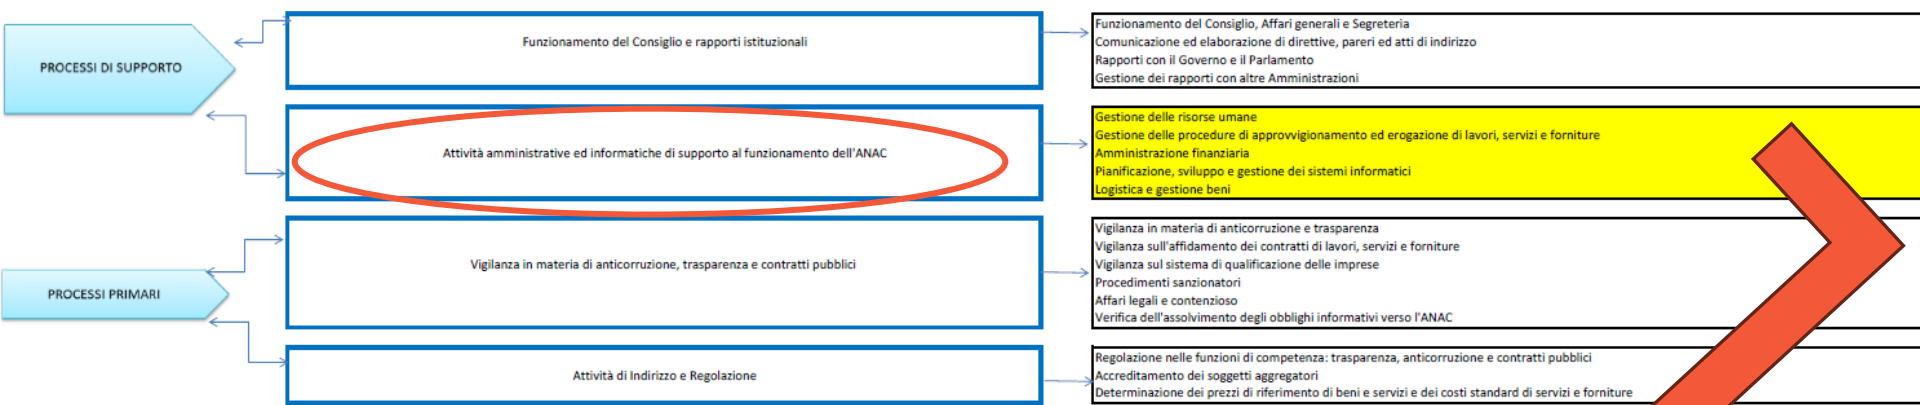 PROCESSI DI SUPPORTO
Funzionamento del Consiglio e rapporti istituzionali
Funzionamento del Consiglio, Affari generali e Segreteria
Comunicazione ed elaborazione di direttive, pareri ed atti di indirizzo
Rapporti con il Governo e il Parlamento
Gestione dei rapporti con altre Amministrazioni
Attività amministrative ed informatiche di supporto al funzionamento dell'ANAC
Gestione delle risorse umane
Gestione delle procedure di approvvigionamento ed erogazione di lavori, servizi e forniture
Amministrazione finanziaria
Pianificazione, sviluppo e gestione dei sistemi informatici
Logistica e gestione beni
PROCESSI PRIMARI
Vigilanza in materia di anticorruzione, trasparenza e contratti pubblici
Vigilanza in materia di anticorruzione e trasparenza
Vigilanza sull'affidamento dei contratti di lavori, servizi e forniture
Vigilanza sul sistema di qualificazione delle imprese
Procedimenti sanzionatori
Affari legali e contenzioso
Verifica dell'assolvimento degli obblighi informativi verso l'ANAC
Attività di Indirizzo e Regolazione
Regolazione nelle funzioni di competenza: trasparenza, anticorruzione e contratti pubblici
Accreditamento dei soggetti aggregatori
Determinazione dei prezzi di riferimento di beni e servizi e dei costi standard di servizi e forniture